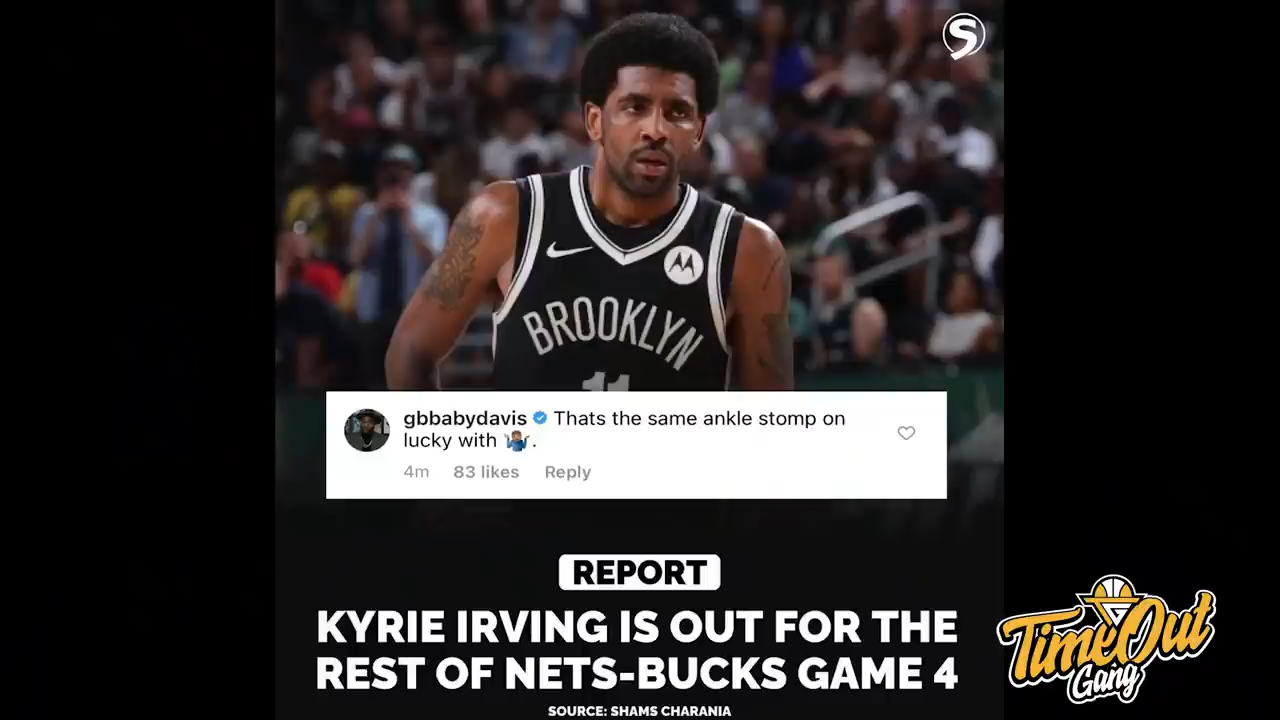 S
BROOKLYN
11
gbbabydavis Thats the same ankle stomp on
lucky with 🤷🏽‍♂️.
4m 83 likes Reply
REPORT
KYRIE IRVING IS OUT FOR THE
REST OF NETS-BUCKS GAME 4
SOURCE: SHAMS CHARANIA
TimeOut
Gang